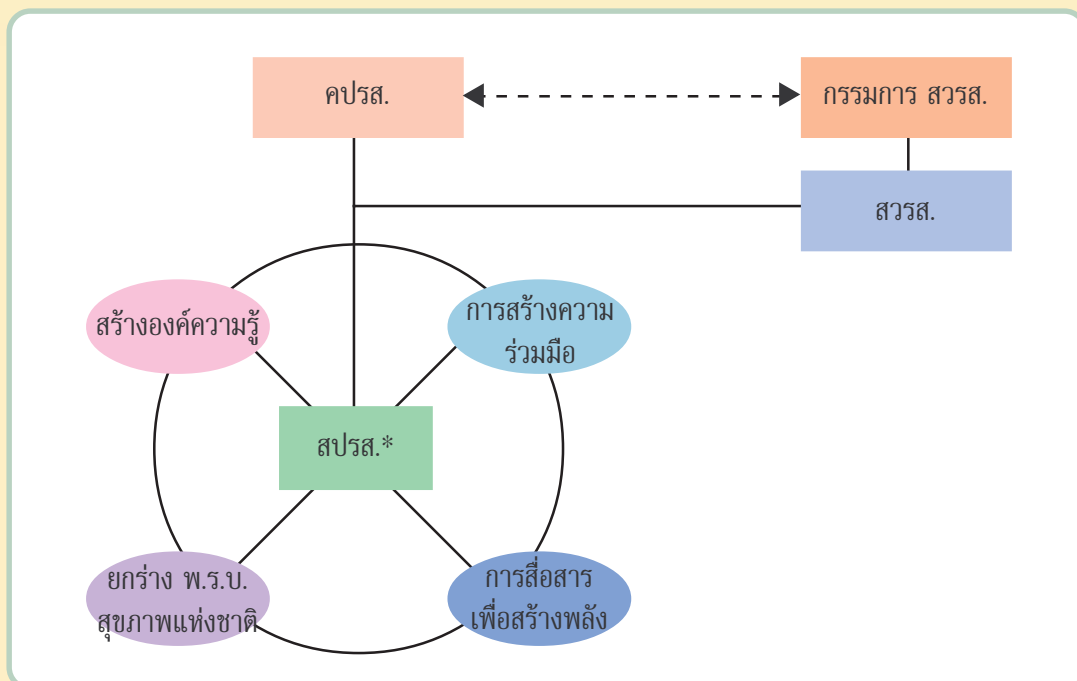 คปรส.
กรรมการ สวรส.
สวรส.
สร้างองค์ความรู้
การสร้างความ
ร่วมมือ
สปรส.*
ยกร่าง พ.ร.บ.
สุขภาพแห่งชาติ
การสื่อสาร
เพื่อสร้างพลัง